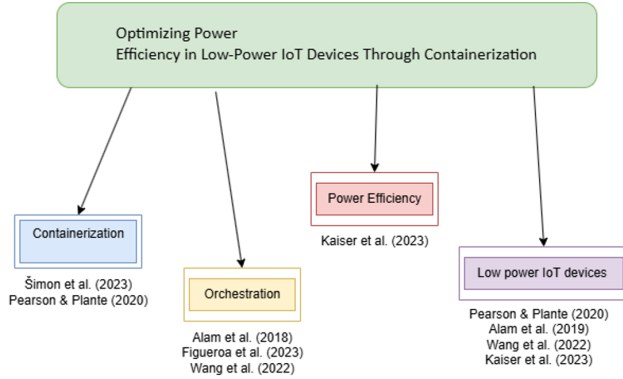 Optimizing Power
Efficiency in Low-Power IoT Devices Through Containerization
Containerization
Šimon et al. (2023)
Pearson & Plante (2020)
Orchestration
Alam et al. (2018)
Figueroa et al. (2023)
Wang et al. (2022)
Power Efficiency
Kaiser et al. (2023)
Low power IoT devices
Pearson & Plante (2020)
Alam et al. (2019)
Wang et al. (2022)
Kaiser et al. (2023)